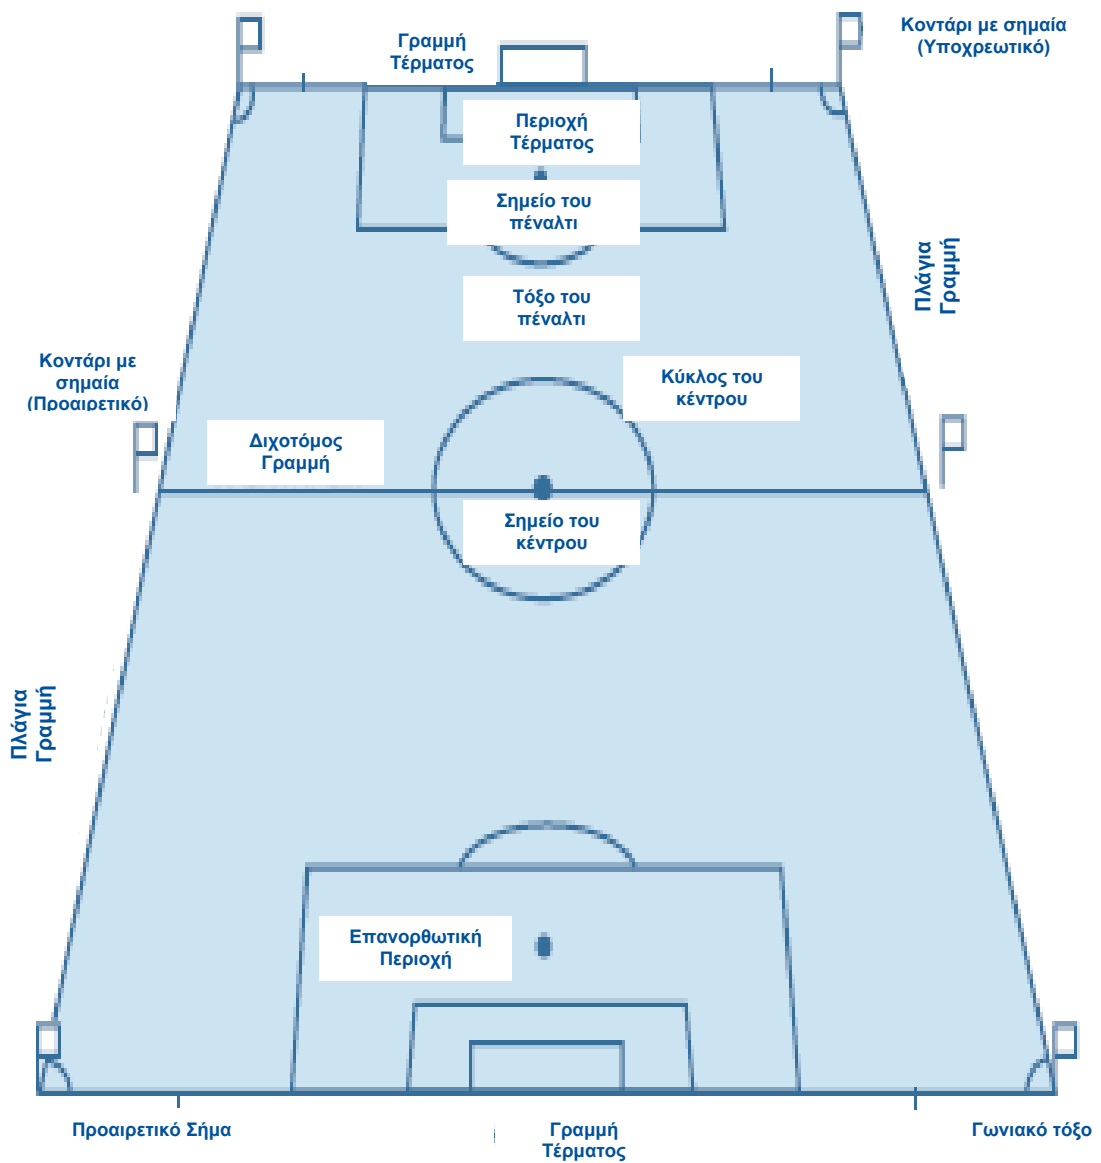 Γραμμή
Τέρματος
Κοντάρι με σημαία
(Υποχρεωτικό)
Περιοχή
Τέρματος
Σημείο του
πέναλτι
Πλάγια
Γραμμή
Τόξο του
πέναλτι
Κοντάρι με
σημαία
(Προαιρετικό)
Κύκλος του
κέντρου
Διχοτόμος
Γραμμή
Σημείο του
κέντρου
Πλάγια
Γραμμή
Επανορθωτική
Περιοχή
Προαιρετικό Σήμα
Γραμμή
Τέρματος
Γωνιακό τόξο